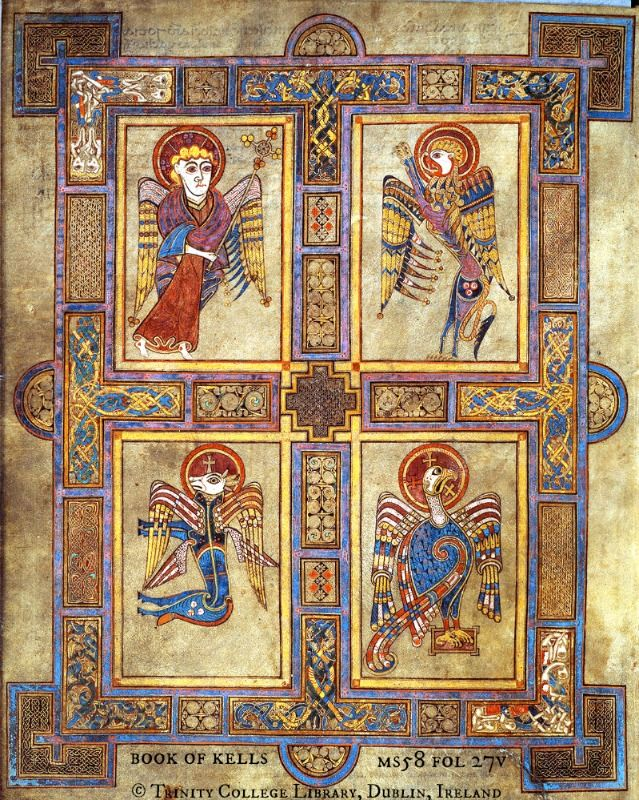 BOOK OF KELLS MS58 FOL 27V
© TRINITY COLLEGE LIBRARY, DUBLIN, IRELAND